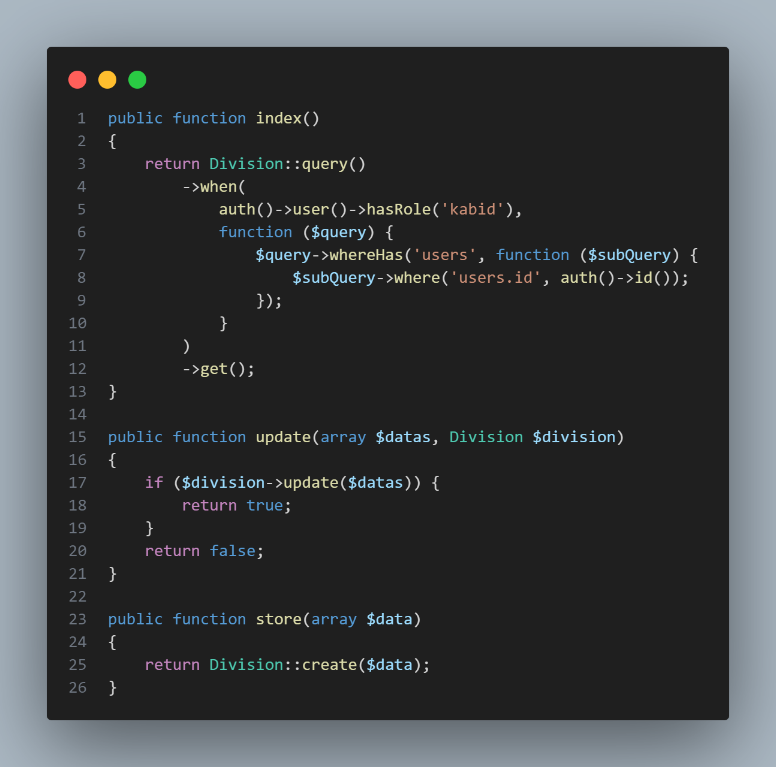 1 public function index()
2 {
3     return Division::query()
4         ->when(
5             auth()->user()->hasRole('kabid'),
6             function ($query) {
7                 $query->whereHas('users', function ($subQuery) {
8                     $subQuery->where('users.id', auth()->id());
9                 });
10             }
11         )
12         ->get();
13 }
14
15 public function update(array $datas, Division $division)
16 {
17     if ($division->update($datas)) {
18         return true;
19     }
20     return false;
21 }
22
23 public function store(array $data)
24 {
25     return Division::create($data);
26 }